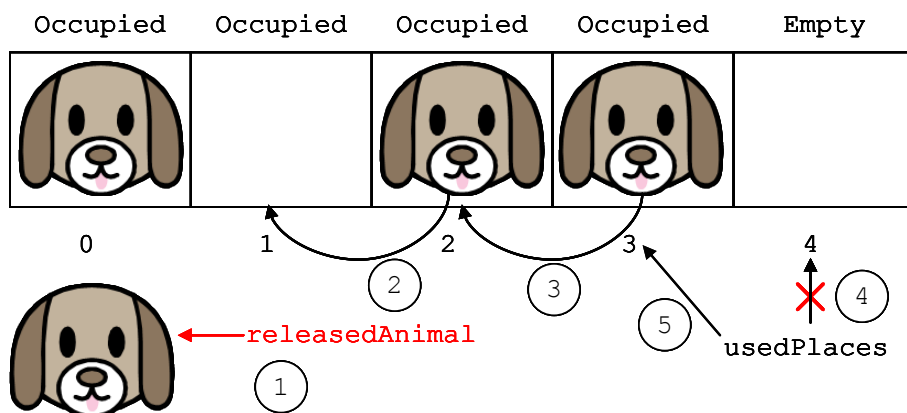 Occupied Occupied Occupied Occupied Empty
0 1 2 3 4
2 3 4
5
releasedAnimal
usedPlaces
1